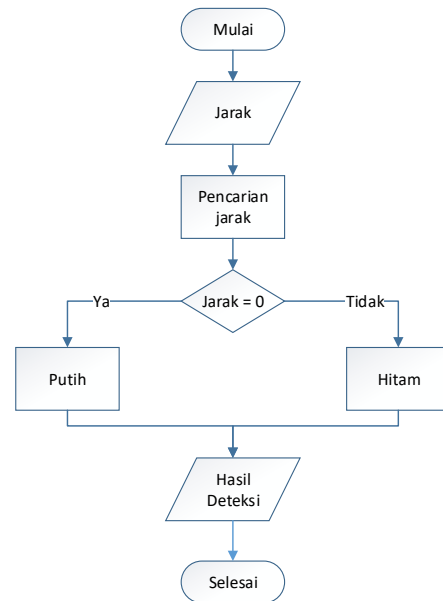 Mulai
Jarak
Pencarian
jarak
Jarak = 0
Ya
Tidak
Putih
Hitam
Hasil
Deteksi
Selesai